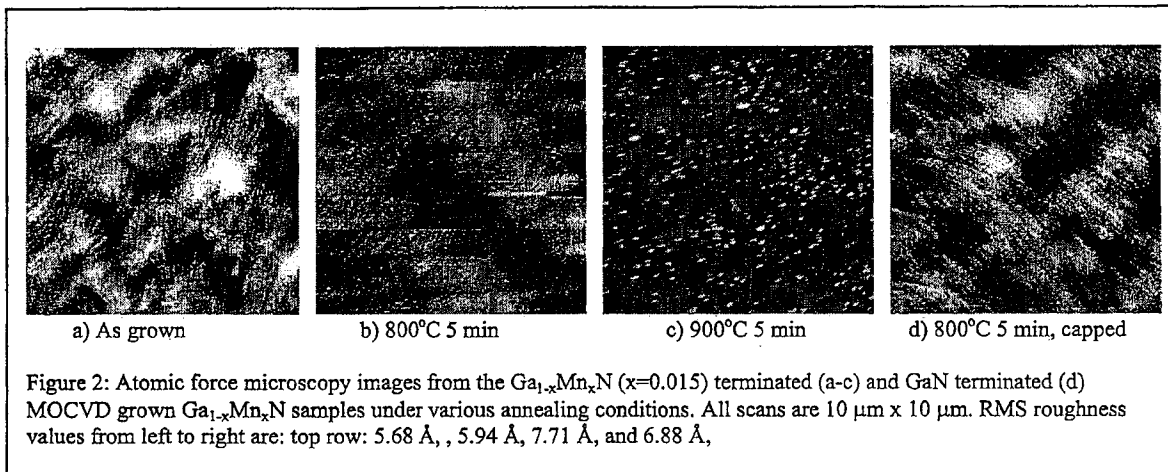 a) As grown
b) 800°C 5 min
c) 900°C 5 min
d) 800°C 5 min, capped
Figure 2: Atomic force microscopy images from the Ga₁₋ₓMnₓN (x=0.015) terminated (a-c) and GaN terminated (d)
MOCVD grown Ga₁₋ₓMnₓN samples under various annealing conditions. All scans are 10 μm x 10 μm. RMS roughness
values from left to right are: top row: 5.68 Å, , 5.94 Å, 7.71 Å, and 6.88 Å,